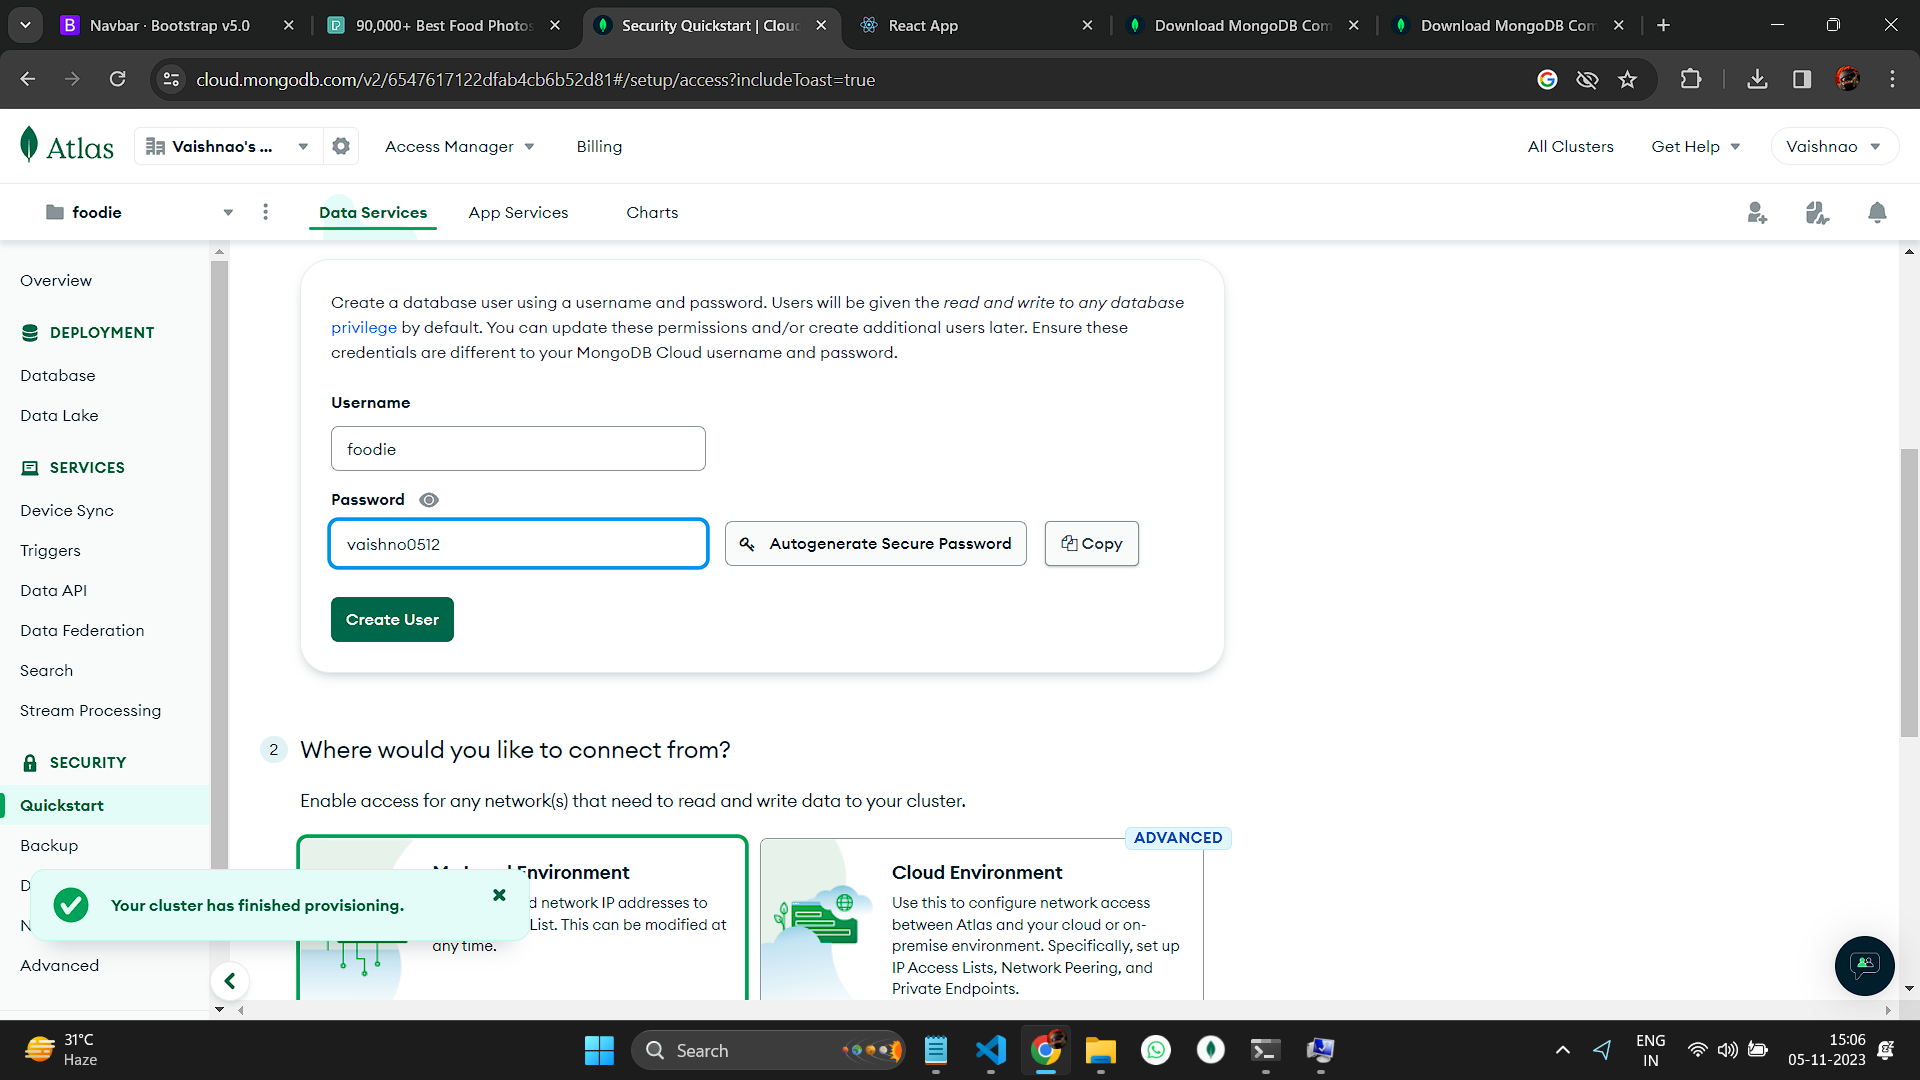 Navbar · Bootstrap v5.0
90,000+ Best Food Photos
Security Quickstart | Cloud
React App
Download MongoDB Com
Download MongoDB Com
cloud.mongodb.com/v2/6547617122dfab4cb6b52d81#/setup/access?includeToast=true
Atlas
Vaishnao's ...
Access Manager
Billing
All Clusters
Get Help
Vaishnao
foodie
Data Services
App Services
Charts
Overview
DEPLOYMENT
Database
Data Lake
SERVICES
Device Sync
Triggers
Data API
Data Federation
Search
Stream Processing
SECURITY
Quickstart
Backup
D
N
Advanced
Create a database user using a username and password. Users will be given the read and write to any database
privilege by default. You can update these permissions and/or create additional users later. Ensure these
credentials are different to your MongoDB Cloud username and password.
Username
foodie
Password
vaishno0512
Autogenerate Secure Password
Copy
Create User
2 Where would you like to connect from?
Enable access for any network(s) that need to read and write data to your cluster.
Environment
d network IP addresses to
List. This can be modified at
any time.
ADVANCED
Cloud Environment
Use this to configure network access
between Atlas and your cloud or on-
premise environment. Specifically, set up
IP Access Lists, Network Peering, and
Private Endpoints.
Your cluster has finished provisioning.
31°C
Haze
Search
ENG
IN
15:06
05-11-2023